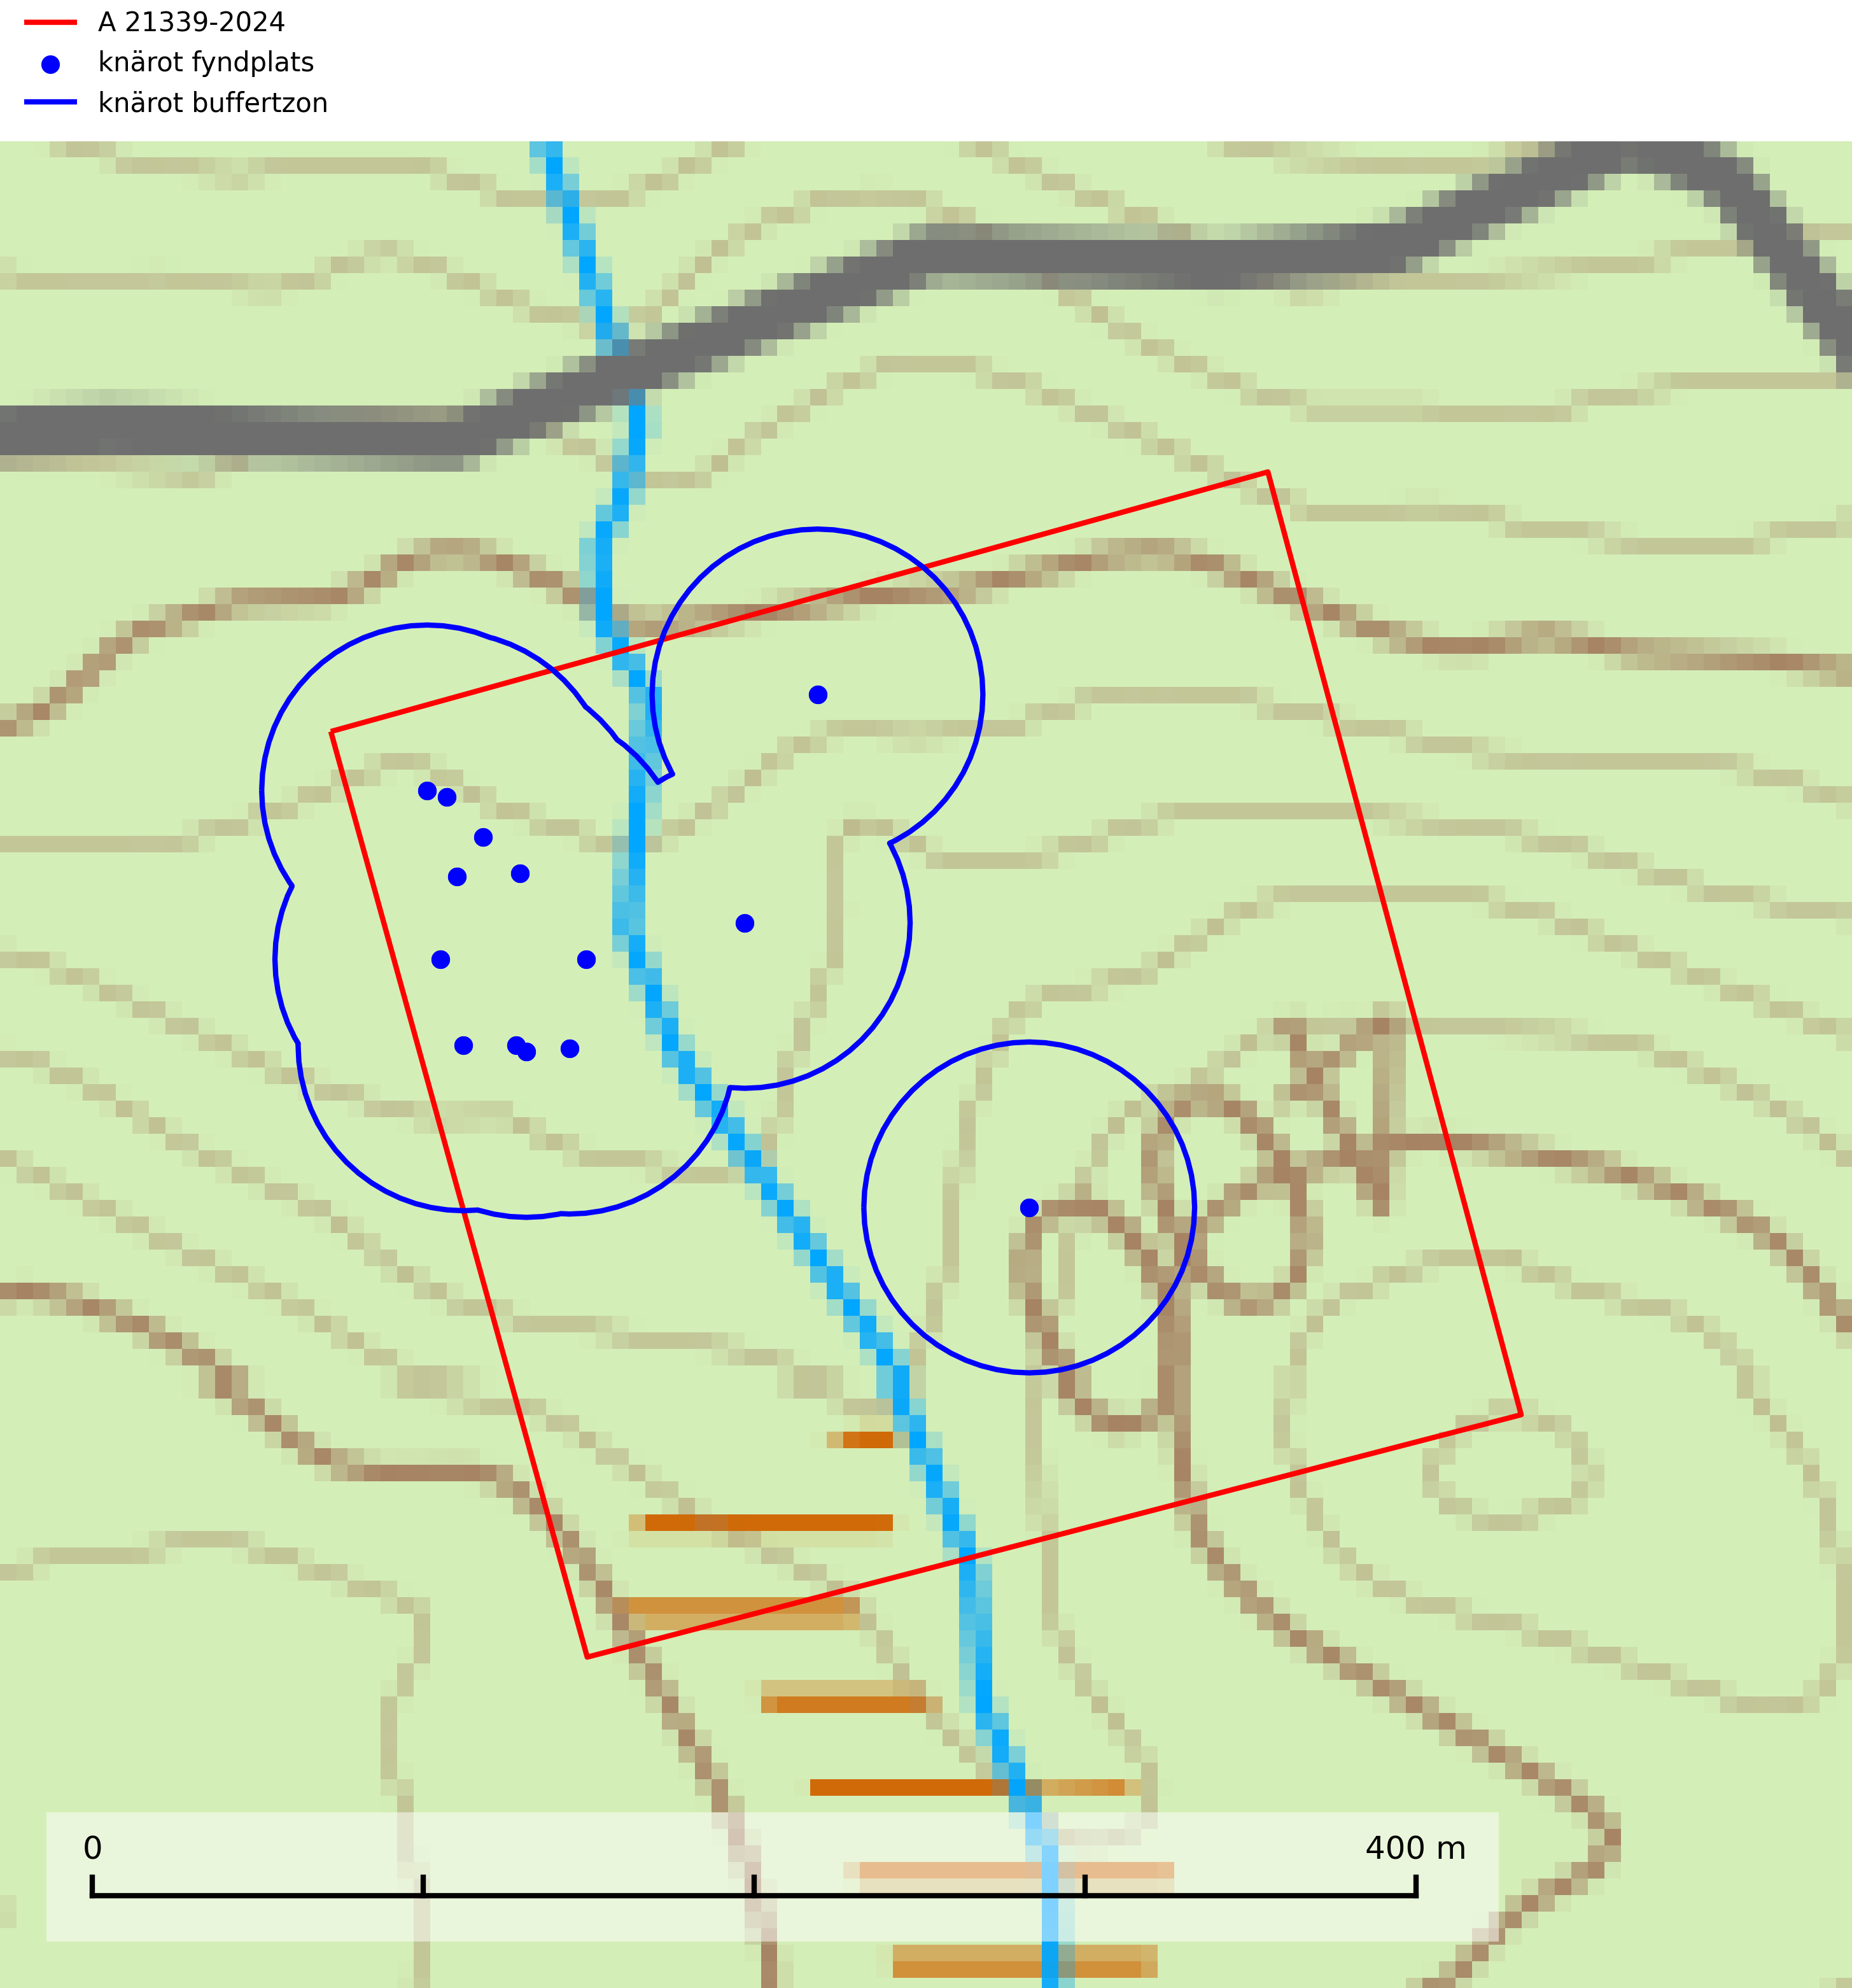 A 21339-2024
knärot fyndplats
knärot buffertzon
0 400 m